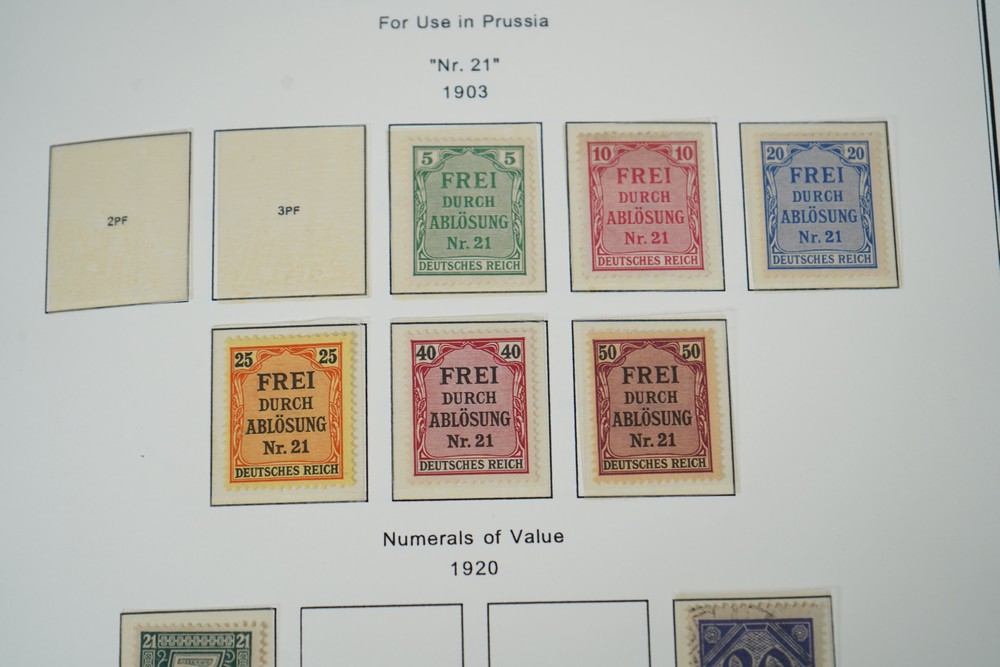 For Use in Prussia
"Nr. 21"
1903
2PF
3PF
5 5
FREI
DURCH
ABLÖSUNG
Nr. 21
DEUTSCHES REICH
10 10
FREI
DURCH
ABLÖSUNG
Nr. 21
DEUTSCHES REICH
20 20
FREI
DURCH
ABLÖSUNG
Nr. 21
DEUTSCHES REICH
25 25
FREI
DURCH
ABLÖSUNG
Nr. 21
DEUTSCHES REICH
40 40
FREI
DURCH
ABLÖSUNG
Nr. 21
DEUTSCHES REICH
50 50
FREI
DURCH
ABLÖSUNG
Nr. 21
DEUTSCHES REICH
Numerals of Value
1920
21 21